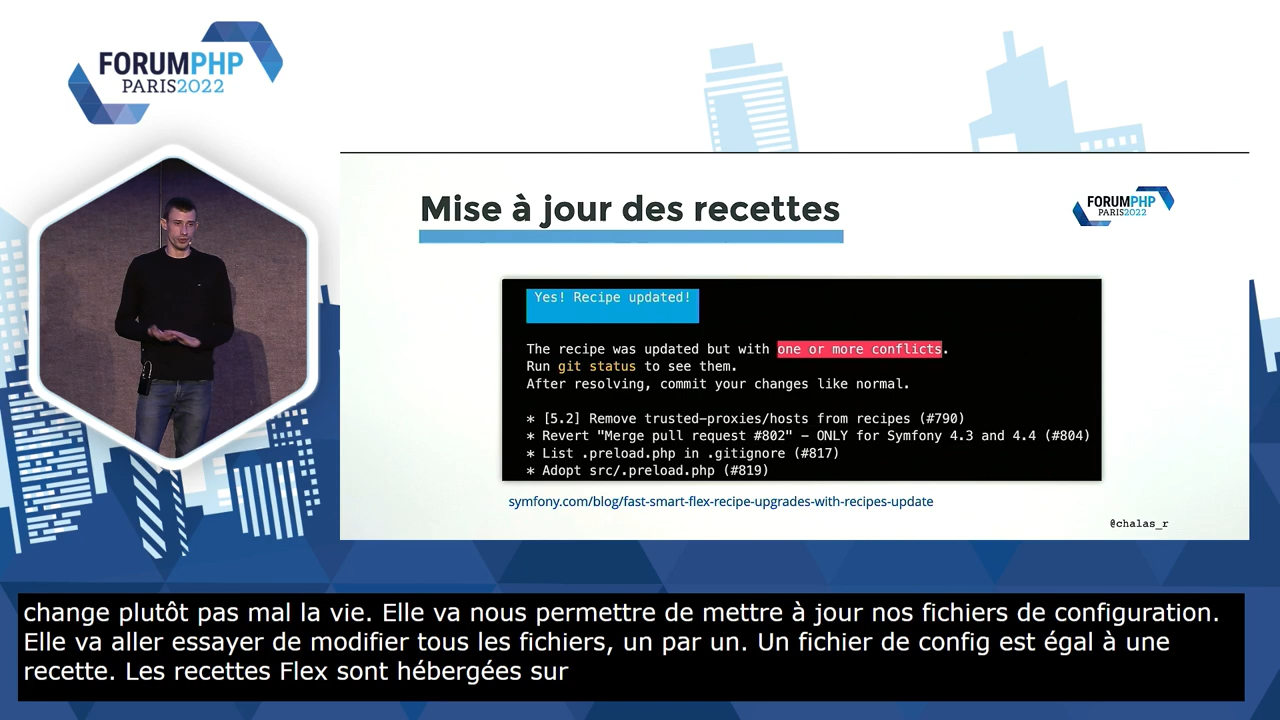 FORUMPHP
PARIS2022
Mise à jour des recettes
FORUMPHP
PARIS2022
Yes! Recipe updated!
The recipe was updated but with one or more conflicts.
Run git status to see them.
After resolving, commit your changes like normal.
* [5.2] Remove trusted-proxies/hosts from recipes (#790)
* Revert "Merge pull request #802" - ONLY for Symfony 4.3 and 4.4 (#804)
* List .preload.php in .gitignore (#817)
* Adopt src/.preload.php (#819)
symfony.com/blog/fast-smart-flex-recipe-upgrades-with-recipes-update
@chalas_r
change plutôt pas mal la vie. Elle va nous permettre de mettre à jour nos fichiers de configuration.
Elle va aller essayer de modifier tous les fichiers, un par un. Un fichier de config est égal à une
recette. Les recettes Flex sont hébergées sur